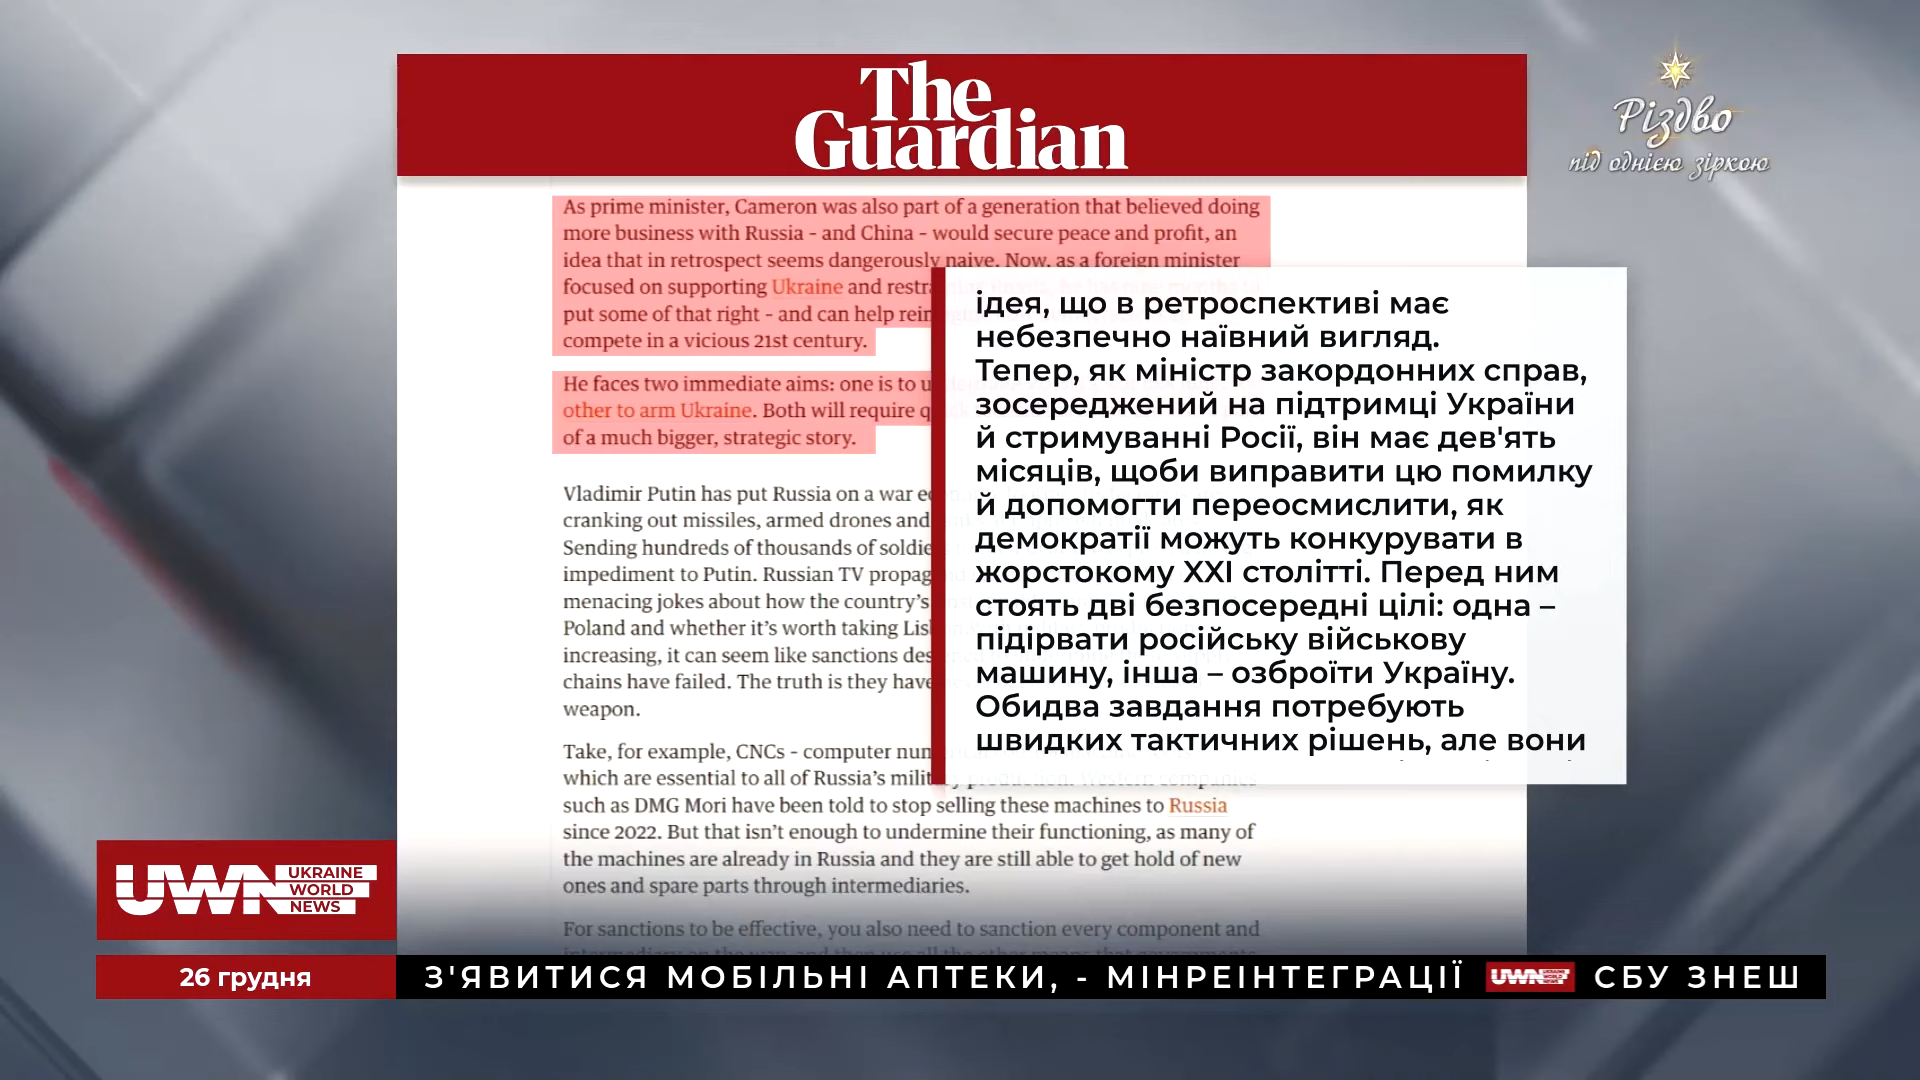 The
Guardian
Різдво
під однією зіркою
As prime minister, Cameron was also part of a generation that believed doing
more business with Russia – and China – would secure peace and profit, an
idea that in retrospect seems dangerously naive. Now, as a foreign minister
focused on supporting Ukraine and
put some of that right – and can help
compete in a vicious 21st century.
He faces two immediate aims: one is to
other to arm Ukraine. Both will require
of a much bigger, strategic story.
Vladimir Putin has put Russia on a war
cranking out missiles, armed drones and
Sending hundreds of thousands of
impediment to Putin. Russian TV
menacing jokes about how the country's
Poland and whether it's worth taking
increasing, it can seem like sanctions
chains have failed. The truth is they have
weapon.
Take, for example, CNCs – computer
which are essential to all of Russia's military production. Western companies
such as DMG Mori have been told to stop selling these machines to Russia
since 2022. But that isn't enough to undermine their functioning, as many of
the machines are already in Russia and they are still able to get hold of new
ones and spare parts through intermediaries.
For sanctions to be effective, you also need to sanction every component and
ідея, що в ретроспективі має
небезпечно наївний вигляд.
Тепер, як міністр закордонних справ,
зосереджений на підтримці України
й стримуванні Росії, він має дев'ять
місяців, щоби виправити цю помилку
й допомогти переосмислити, як
демократії можуть конкурувати в
жорстокому XXI столітті. Перед ним
стоять дві безпосередні цілі: одна –
підірвати російську військову
машину, інша – озброїти Україну.
Обидва завдання потребують
швидких тактичних рішень, але вони
UWN UKRAINE
WORLD
NEWS
26 грудня
З'ЯВИТИСЯ МОБІЛЬНІ АПТЕКИ, - МІНРЕІНТЕГРАЦІЇ UWN СБУ ЗНЕШ